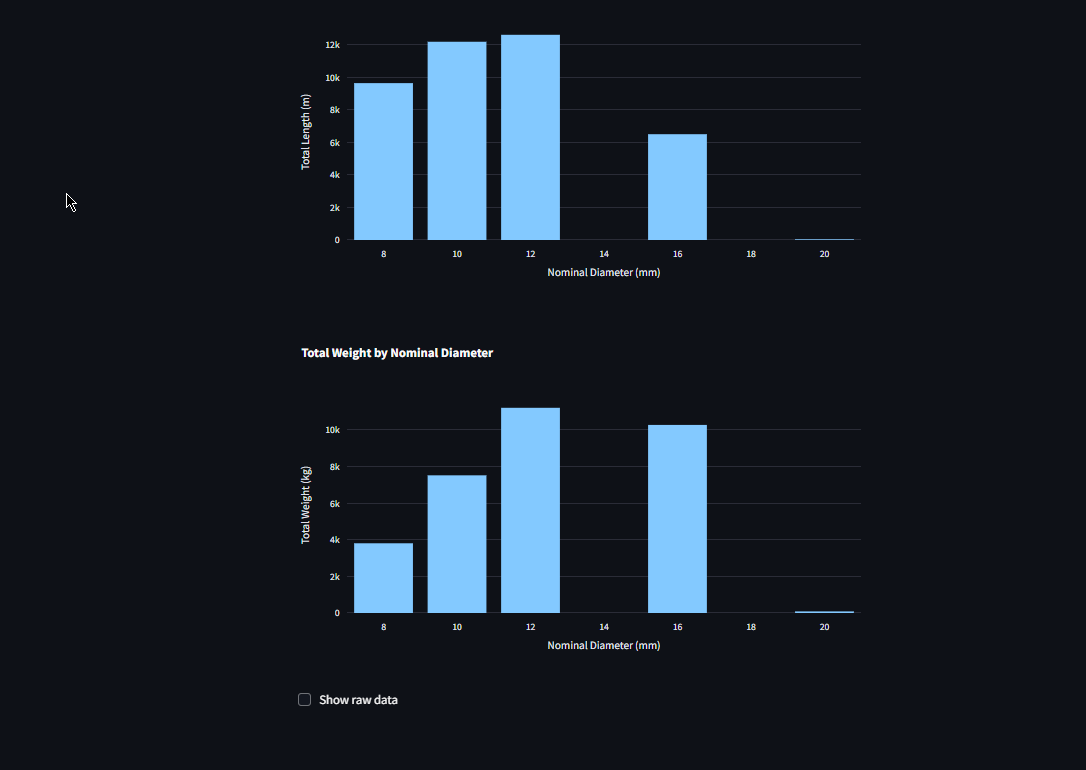 12k
10k
8k
6k
4k
2k
0
Total Length (m)
8 10 12 14 16 18 20
Nominal Diameter (mm)
Total Weight by Nominal Diameter
10k
8k
6k
4k
2k
0
Total Weight (kg)
8 10 12 14 16 18 20
Nominal Diameter (mm)
Show raw data